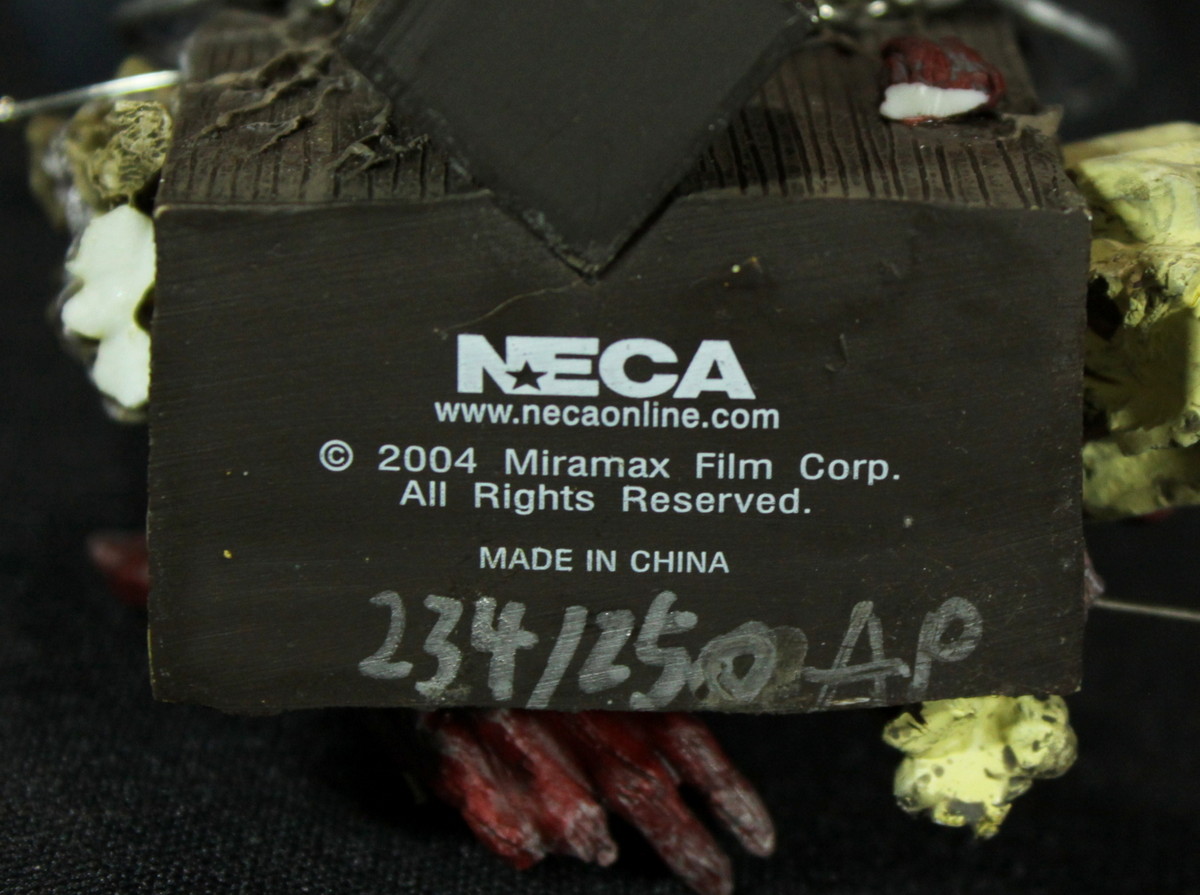 NECA
www.necaonline.com
© 2004 Miramax Film Corp.
All Rights Reserved.
MADE IN CHINA
234/250 AP